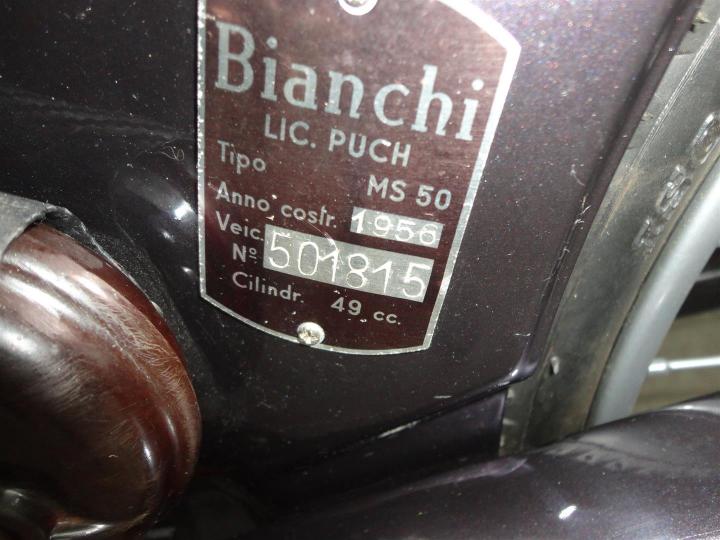 Bianchi
LIC. PUCH
Tipo MS 50
Anno costr. 1956
Veic. Nº 501815
Cilindr. 49 cc.